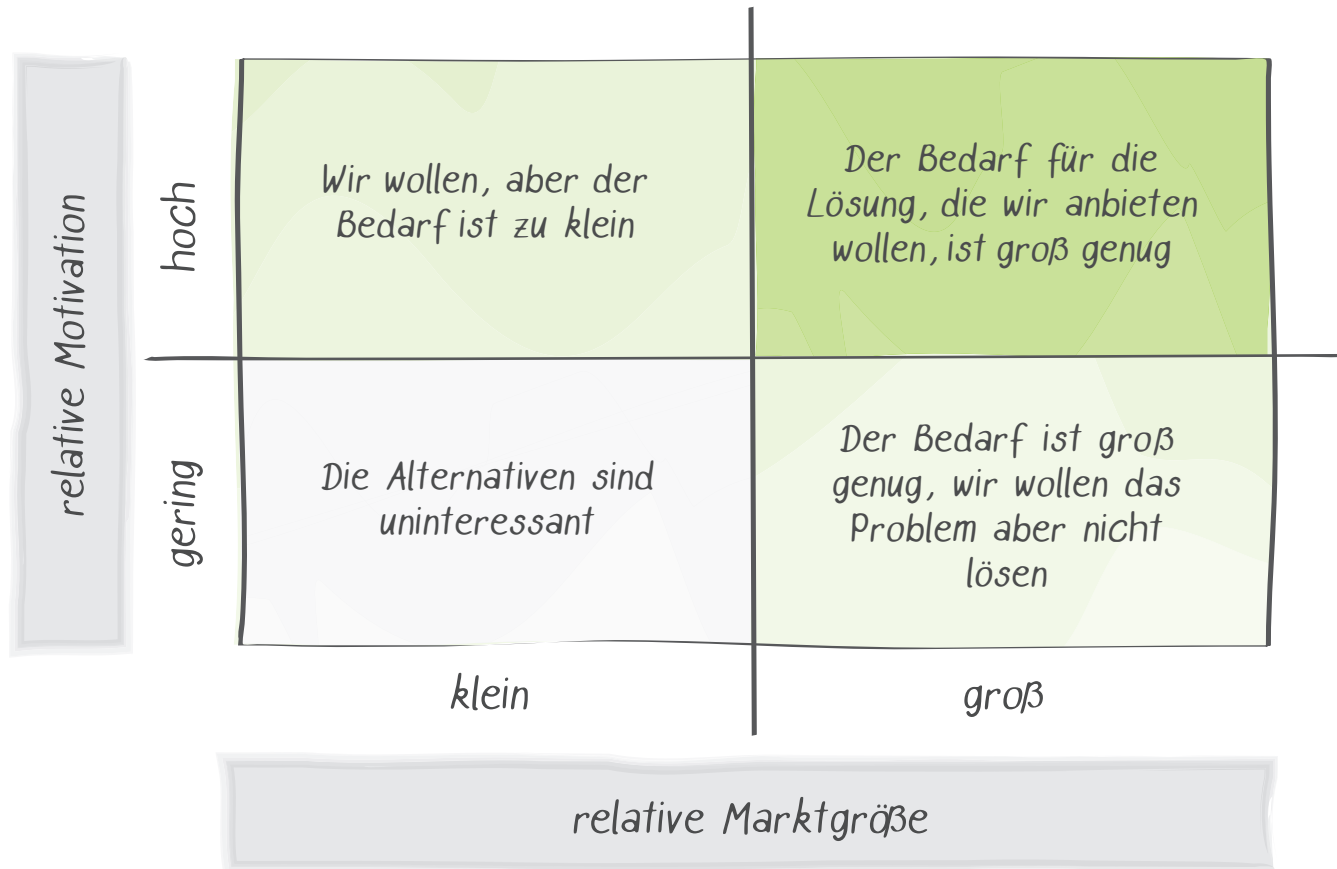 relative Motivation
hoch
Wir wollen, aber der
Bedarf ist zu klein
Der Bedarf für die
Lösung, die wir anbieten
wollen, ist groß genug
gering
Die Alternativen sind
uninteressant
Der Bedarf ist groß
genug, wir wollen das
Problem aber nicht
lösen
klein
groß
relative Marktgröße